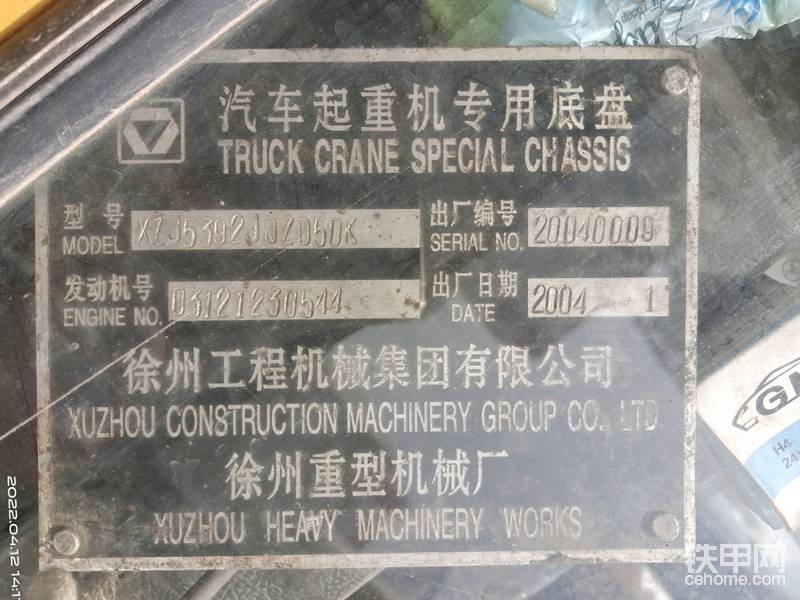 汽车起重机专用底盘
TRUCK CRANE SPECIAL CHASSIS
型号 XZJ5392JQZD50K 出厂编号 20040009
MODEL SERIAL NO.
发动机号 03121230544 出厂日期 2004 1
ENGINE NO. DATE
徐州工程机械集团有限公司
XUZHOU CONSTRUCTION MACHINERY GROUP CO. LTD.
徐州重型机械厂
XUZHOU HEAVY MACHINERY WORKS
H4
2022.04.12
铁甲网
cehome.com